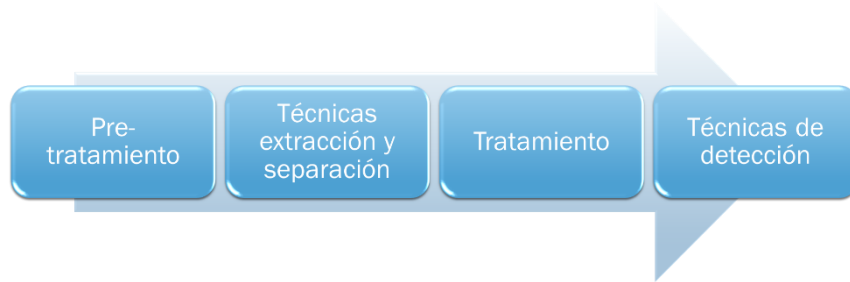 Pre-
tratamiento
Técnicas
extracción y
separación
Tratamiento
Técnicas de
detección